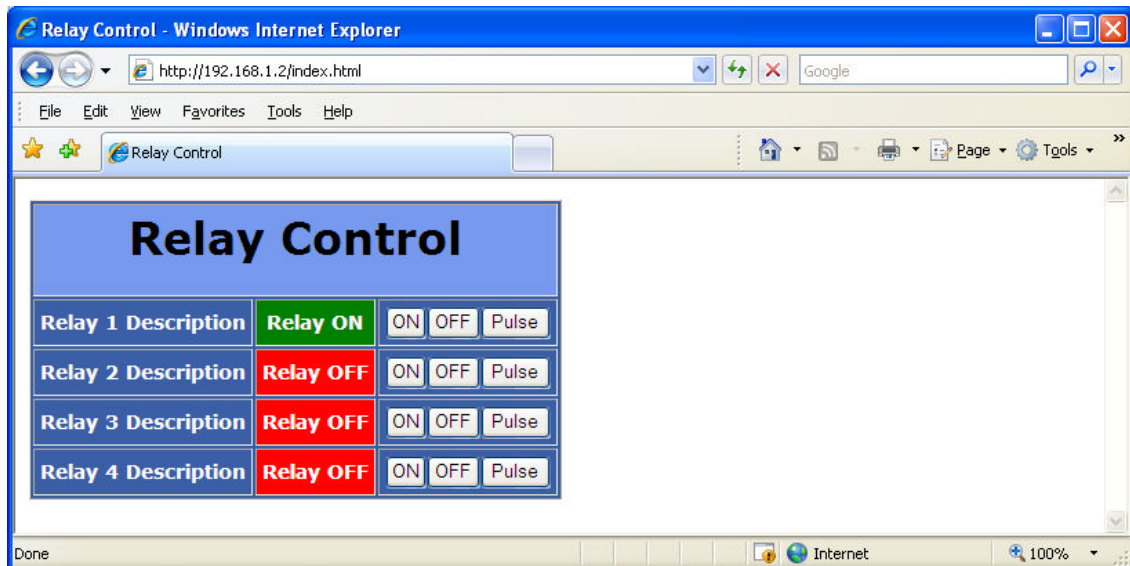 Relay Control - Windows Internet Explorer
http://192.168.1.2/index.html
Google
File Edit View Favorites Tools Help
Relay Control
Page Tools »
Relay Control
Relay 1 Description Relay ON ON OFF Pulse
Relay 2 Description Relay OFF ON OFF Pulse
Relay 3 Description Relay OFF ON OFF Pulse
Relay 4 Description Relay OFF ON OFF Pulse
Done Internet 100%